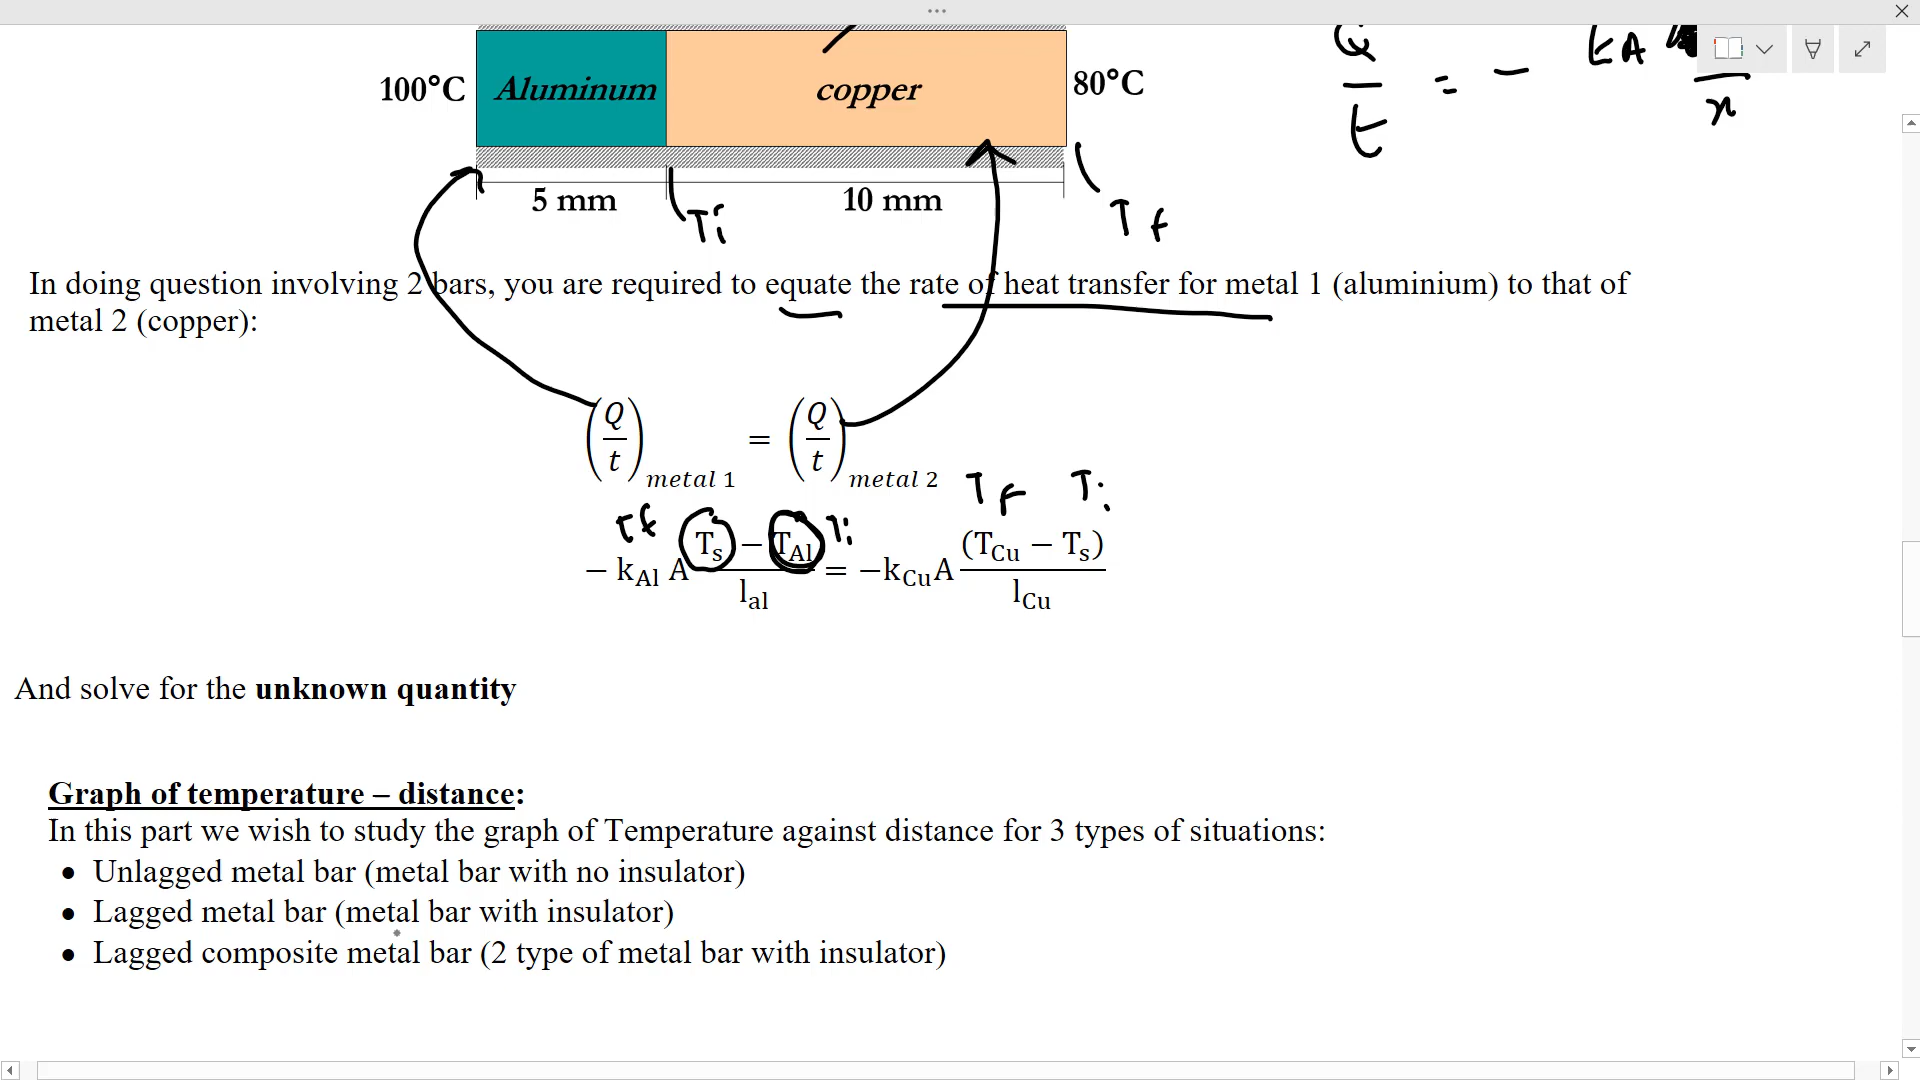 100°C Aluminum copper 80°C
Q/t = - kA /x
5 mm 10 mm
Ti Tf
In doing question involving 2 bars, you are required to equate the rate of heat transfer for metal 1 (aluminium) to that of
metal 2 (copper):
(Q/t)metal 1 = (Q/t)metal 2
Tf Ti TF Ti
− kAl A (Ts − TAl)/lal = −kCuA (TCu − Ts)/lCu
And solve for the unknown quantity
Graph of temperature – distance:
In this part we wish to study the graph of Temperature against distance for 3 types of situations:
• Unlagged metal bar (metal bar with no insulator)
• Lagged metal bar (metal bar with insulator)
• Lagged composite metal bar (2 type of metal bar with insulator)